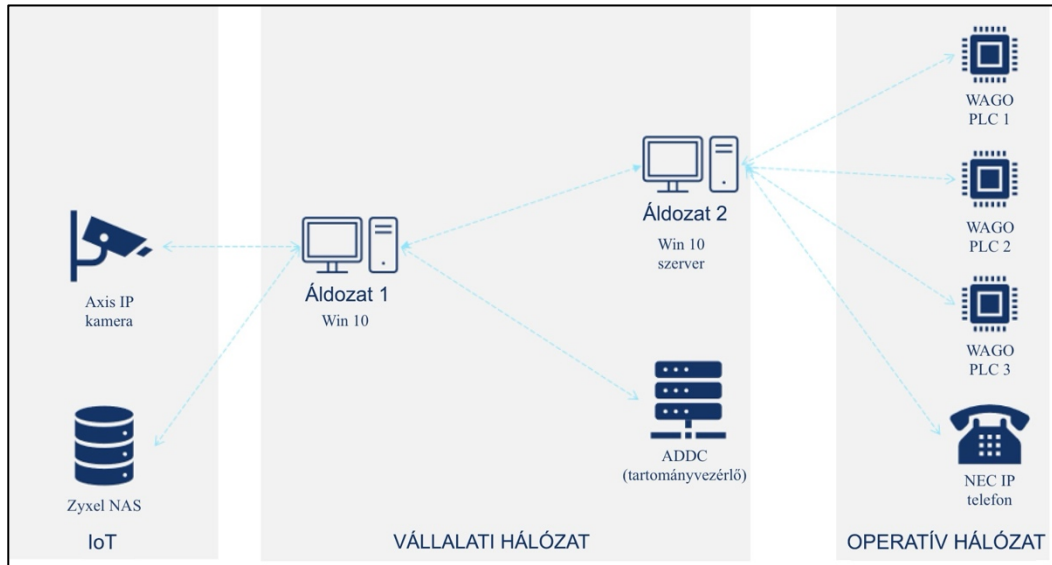 Axis IP
kamera
Zyxel NAS
IoT
Áldozat 1
Win 10
Áldozat 2
Win 10
szerver
ADDC
(tartományvezérlő)
VÁLLALATI HÁLÓZAT
WAGO
PLC 1
WAGO
PLC 2
WAGO
PLC 3
NEC IP
telefon
OPERATÍV HÁLÓZAT